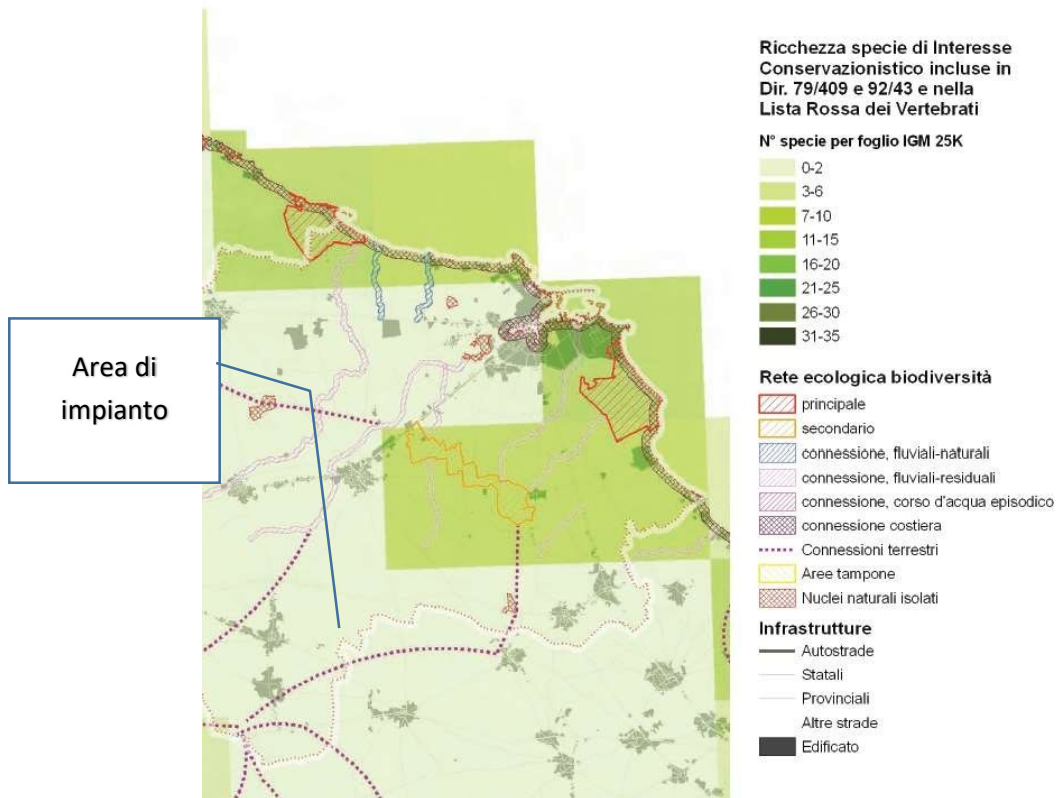 Area di
impianto
Ricchezza specie di Interesse
Conservazionistico incluse in
Dir. 79/409 e 92/43 e nella
Lista Rossa dei Vertebrati
N° specie per foglio IGM 25K
0-2
3-6
7-10
11-15
16-20
21-25
26-30
31-35
Rete ecologica biodiversità
principale
secondario
connessione, fluviali-naturali
connessione, fluviali-residuali
connessione, corso d'acqua episodico
connessione costiera
Connessioni terrestri
Aree tampone
Nuclei naturali isolati
Infrastrutture
Autostrade
Statali
Provinciali
Altre strade
Edificato